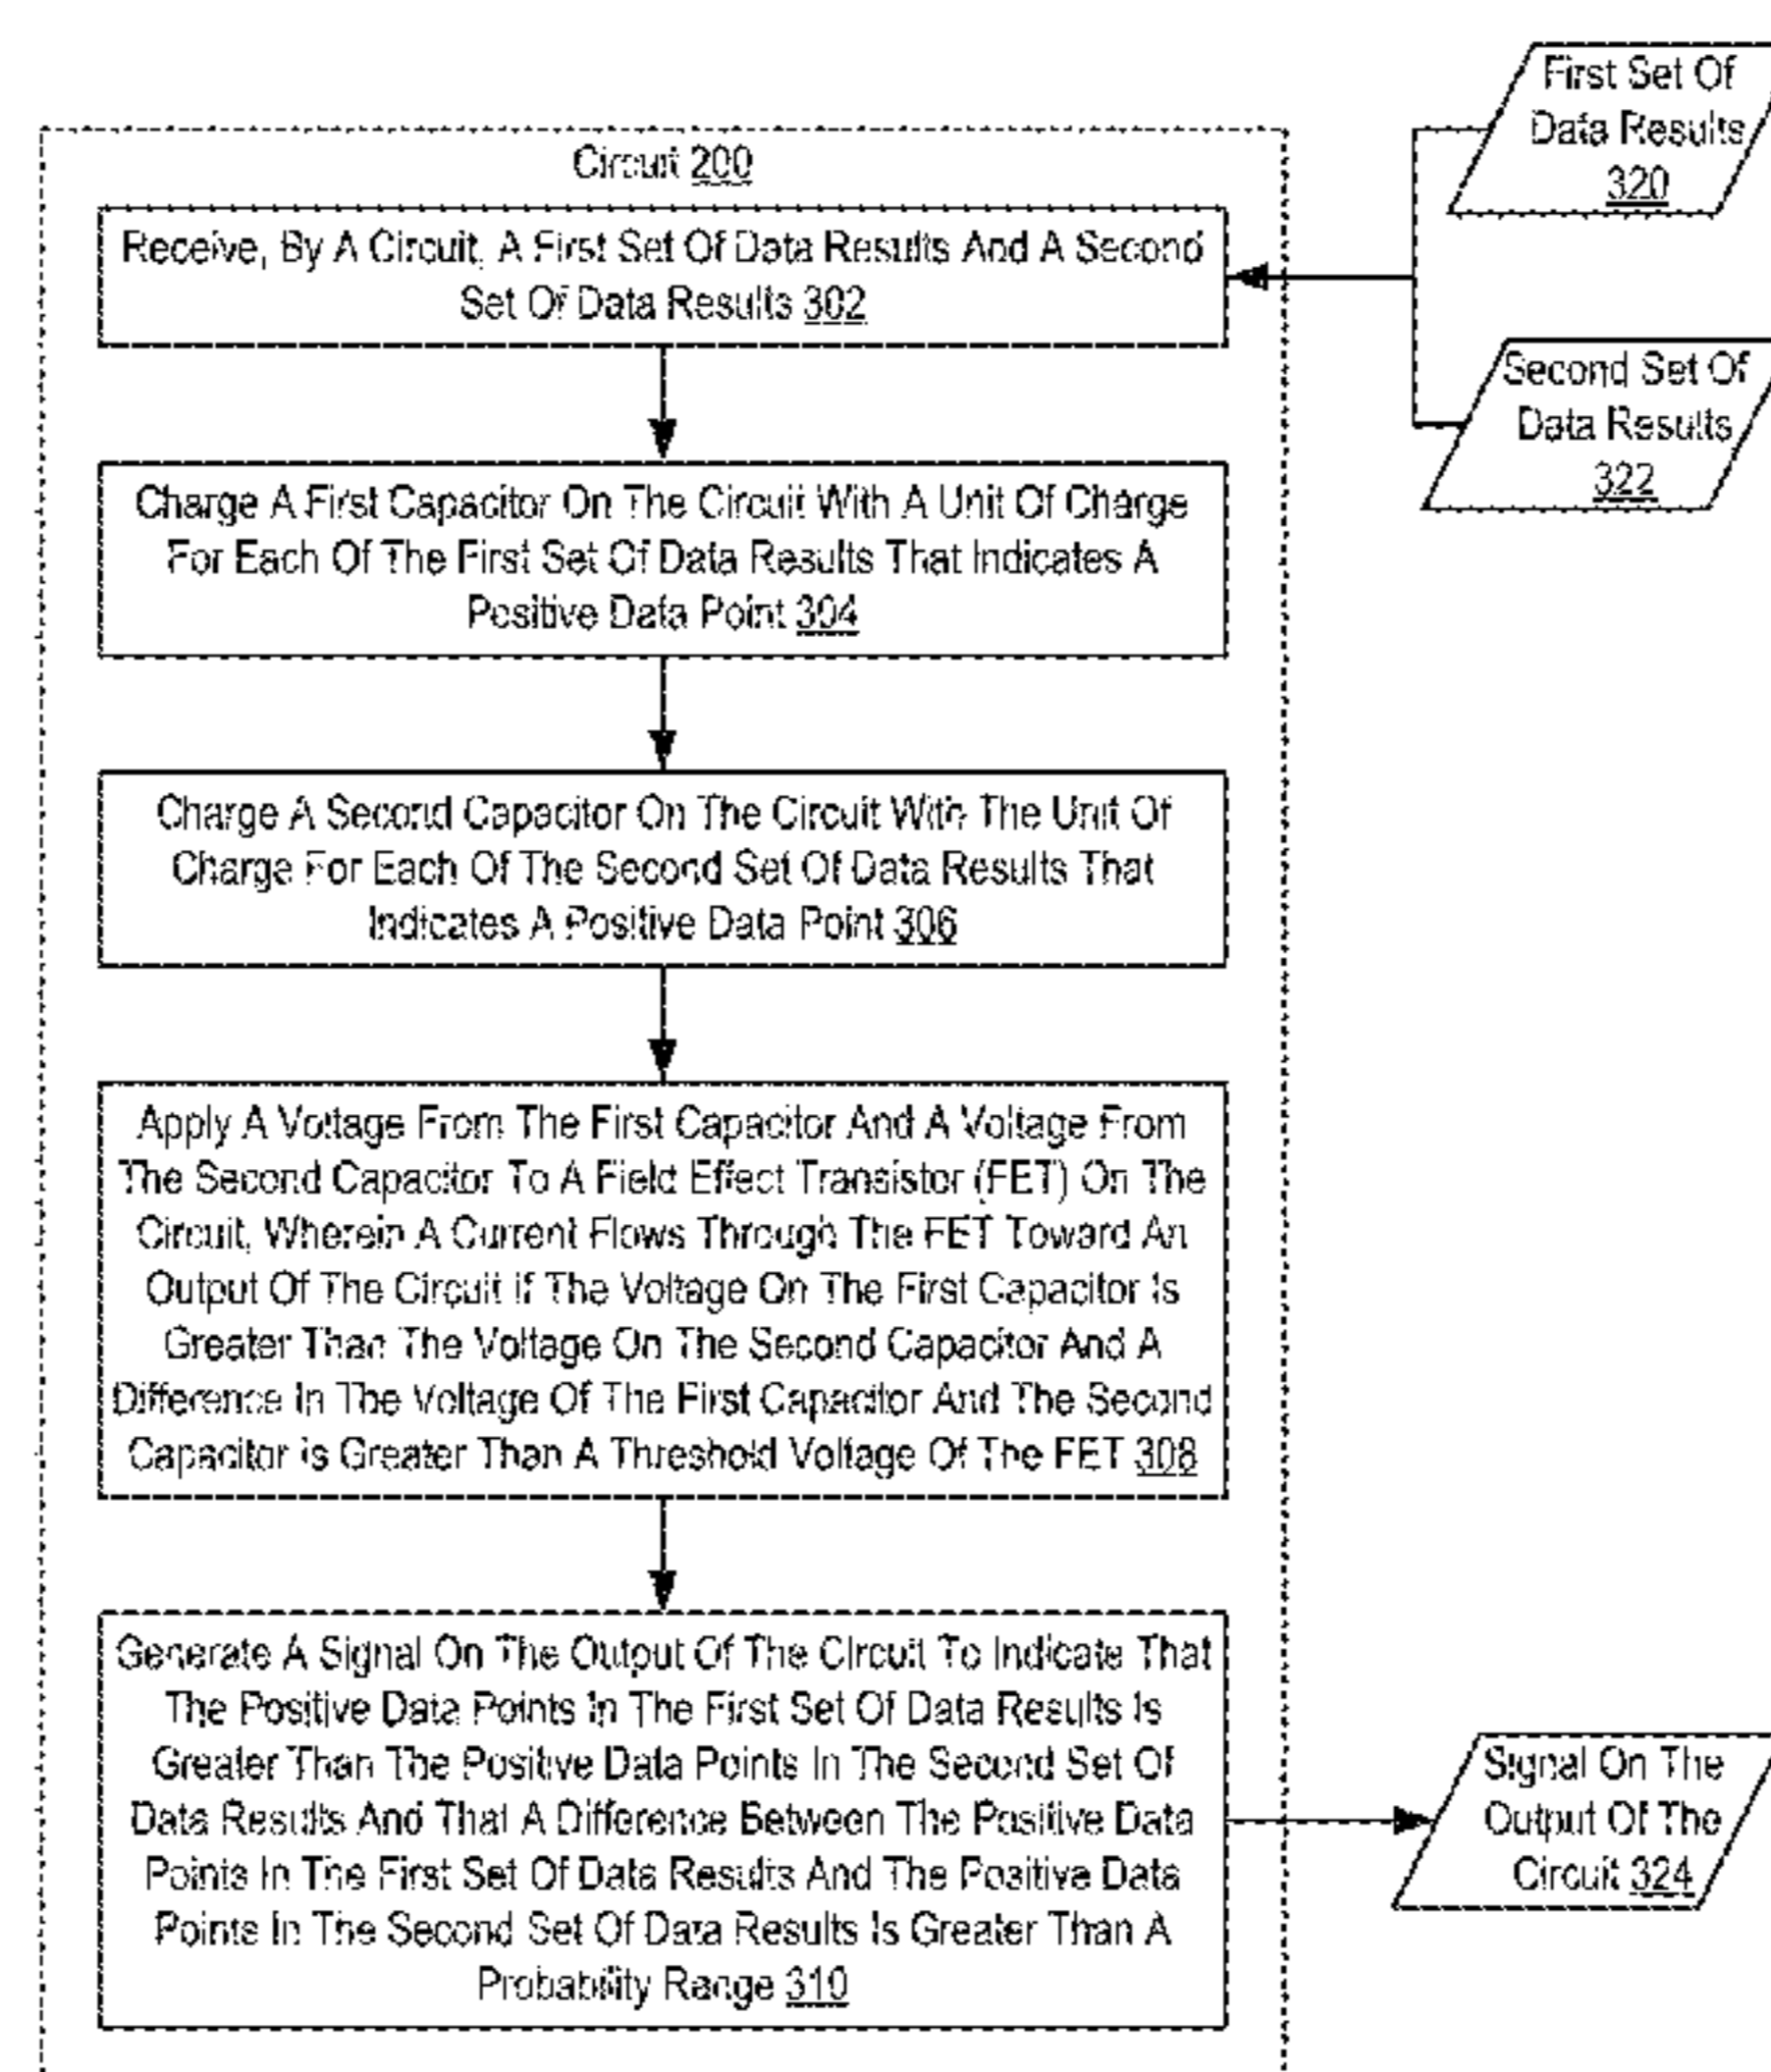 First Set Of
Data Results
320
Circuit 200
Receive, By A Circuit, A First Set Of Data Results And A Second
Set Of Data Results 302
Second Set Of
Data Results
322
Charge A First Capacitor On The Circuit With A Unit Of Charge
For Each Of The First Set Of Data Results That Indicates A
Positive Data Point 304
Charge A Second Capacitor On The Circuit With The Unit Of
Charge For Each Of The Second Set Of Data Results That
Indicates A Positive Data Point 306
Apply A Voltage From The First Capacitor And A Voltage From
The Second Capacitor To A Field Effect Transistor (FET) On The
Circuit, Wherein A Current Flows Through The FET Toward An
Output Of The Circuit if The Voltage On The First Capacitor Is
Greater Than The Voltage On The Second Capacitor And A
Difference In The Voltage Of The First Capacitor And The Second
Capacitor is Greater Than A Threshold Voltage Of The FET 308
Generate A Signal On The Output Of The Circuit To Indicate That
The Positive Data Points In The First Set Of Data Results Is
Greater Than The Positive Data Points In The Second Set Of
Data Results And That A Difference Between The Positive Data
Points In The First Set Of Data Results And The Positive Data
Points In The Second Set Of Data Results Is Greater Than A
Probability Range 310
Signal On The
Output Of The
Circuit 324